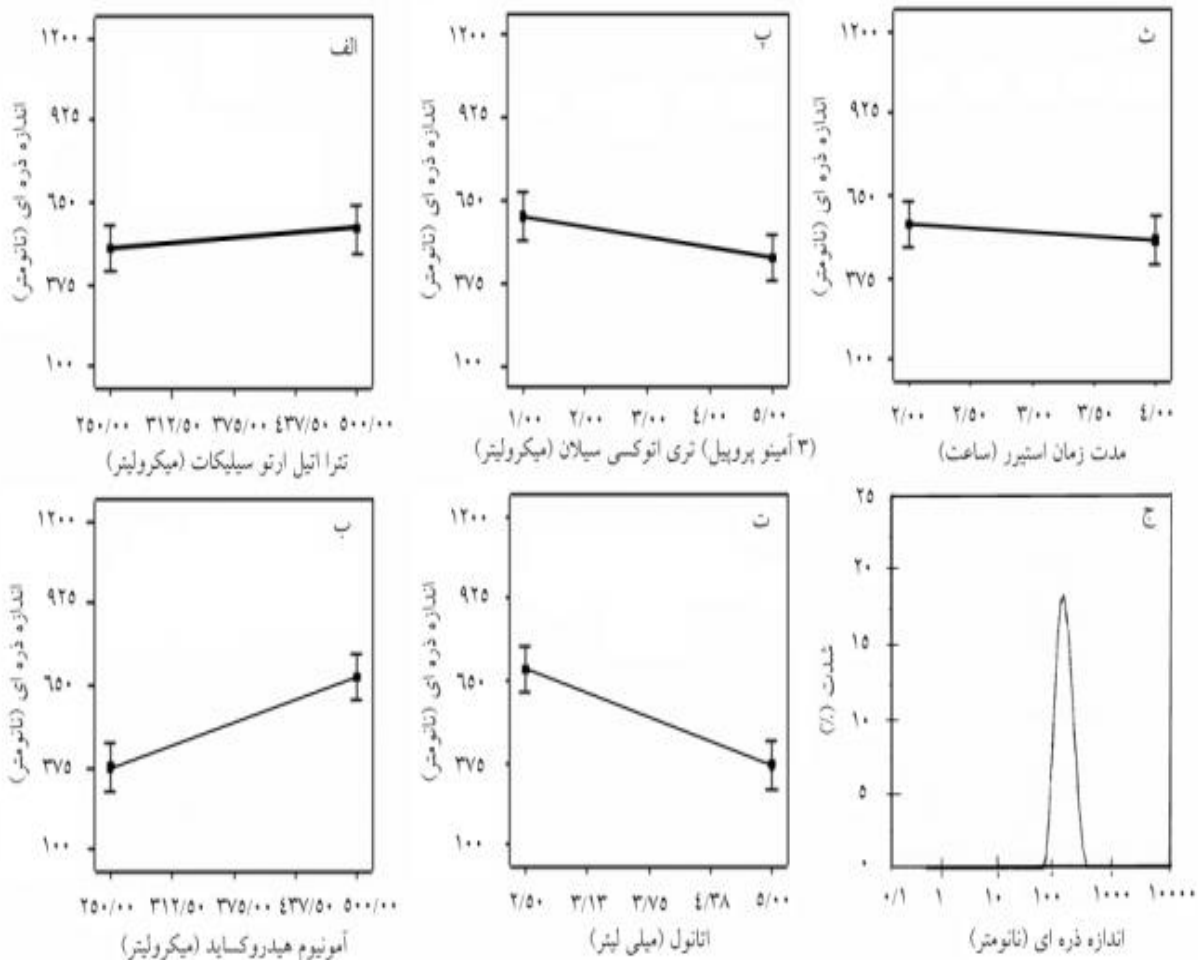 الف
۱۲۰۰
۹۲۵
۶۵۰
۳۷۵
۱۰۰
اندازه ذره ای (نانومتر)
۲۵۰/۰۰ ۳۱۲/۵۰ ۳۷۵/۰۰ ۴۳۷/۵۰ ۵۰۰/۰۰
تترا اتیل ارتو سیلیکات (میکرولیتر)
پ
۱۲۰۰
۹۲۵
۶۵۰
۳۷۵
۱۰۰
اندازه ذره ای (نانومتر)
۱/۰۰ ۲/۰۰ ۳/۰۰ ۴/۰۰ ۵/۰۰
(۳ آمینو پروپیل) تری اتوکسی سیلان (میکرولیتر)
ث
۱۲۰۰
۹۲۵
۶۵۰
۳۷۵
۱۰۰
اندازه ذره ای (نانومتر)
۲/۰۰ ۲/۵۰ ۳/۰۰ ۳/۵۰ ۴/۰۰
مدت زمان استیرر (ساعت)
ب
۱۲۰۰
۹۲۵
۶۵۰
۳۷۵
۱۰۰
اندازه ذره ای (نانومتر)
۲۵۰/۰۰ ۳۱۲/۵۰ ۳۷۵/۰۰ ۴۳۷/۵۰ ۵۰۰/۰۰
آمونیوم هیدروکساید (میکرولیتر)
ت
۱۲۰۰
۹۲۵
۶۵۰
۳۷۵
۱۰۰
اندازه ذره ای (نانومتر)
۲/۵۰ ۳/۱۳ ۳/۷۵ ۴/۳۸ ۵/۰۰
اتانول (میلی لیتر)
ج
۲۵
۲۰
۱۵
۱۰
۵
۰
شدت (٪)
۰/۱ ۱ ۱۰ ۱۰۰ ۱۰۰۰ ۱۰۰۰۰
اندازه ذره ای (نانومتر)